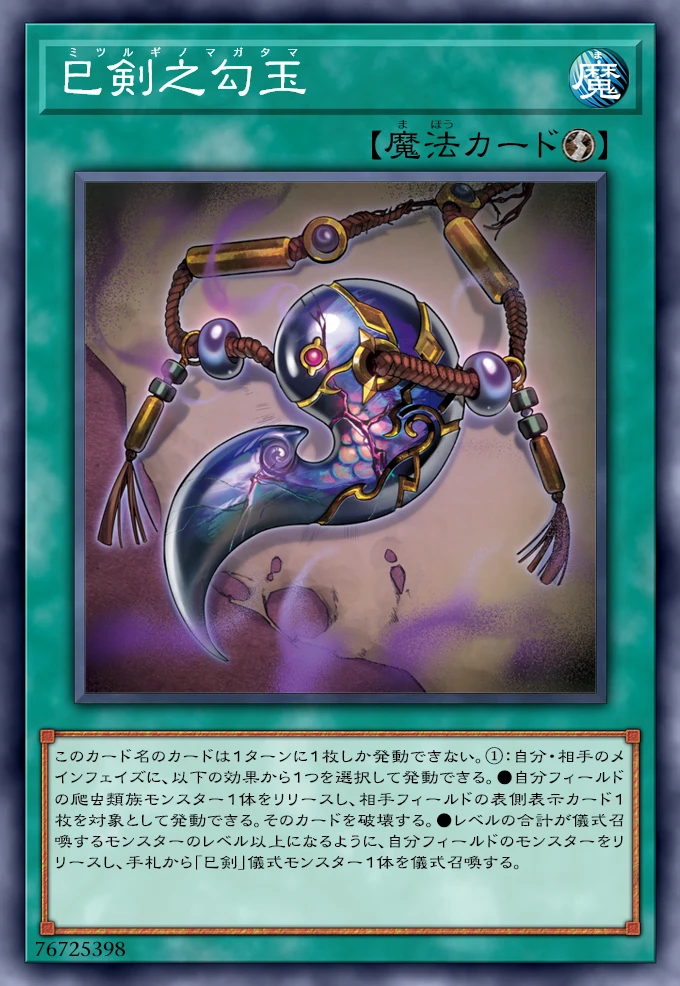 ミツルギノマガタマ
巳剣之勾玉
ま
魔
ま ほう
【魔法カード】
このカード名のカードは1ターンに1枚しか発動できない。①:自分・相手のメ
インフェイズに、以下の効果から1つを選択して発動できる。●自分フィールド
の爬虫類族モンスター1体をリリースし、相手フィールドの表側表示カード1
枚を対象として発動できる。そのカードを破壊する。●レベルの合計が儀式召
喚するモンスターのレベル以上になるように、自分フィールドのモンスターをリ
リースし、手札から「巳剣」儀式モンスター1体を儀式召喚する。
76725398